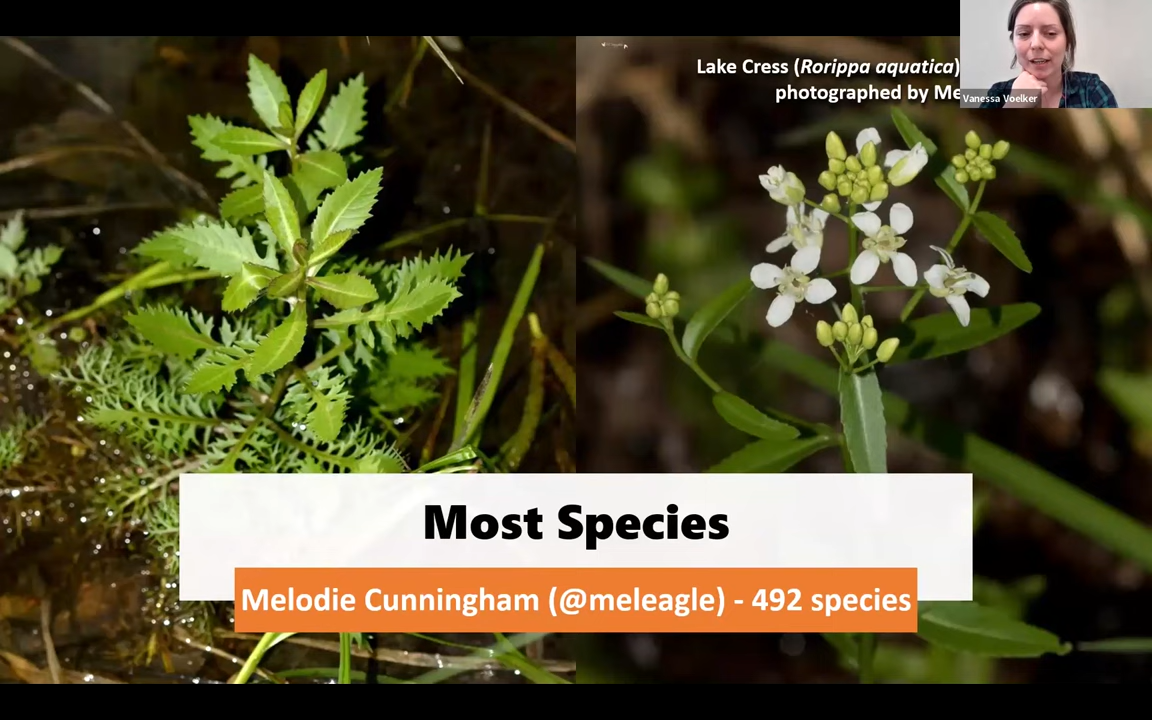 Lake Cress (Rorippa aquatica)
photographed by Me
Vanessa Voelker
Most Species
Melodie Cunningham (@meleagle) - 492 species